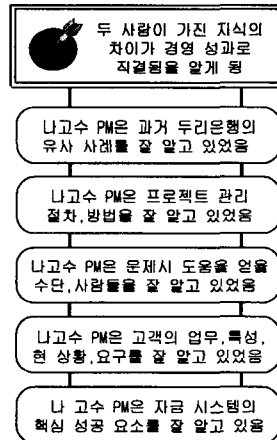 두 사람이 가진 지식의
차이가 경영 성과로
직결됨을 알게 됨
나고수 PM은 과거 두리은행의
유사 사례를 잘 알고 있었음
나고수 PM은 프로젝트 관리
절차,방법을 잘 알고 있었음
나고수 PM은 문제시 도움을 얻을
수단,사람들을 잘 알고 있었음
나고수 PM은 고객의 업무,특성,
현 상황,요구를 잘 알고 있었음
나 고수 PM은 자금 시스템의
핵심 성공 요소를 잘 알고 있음